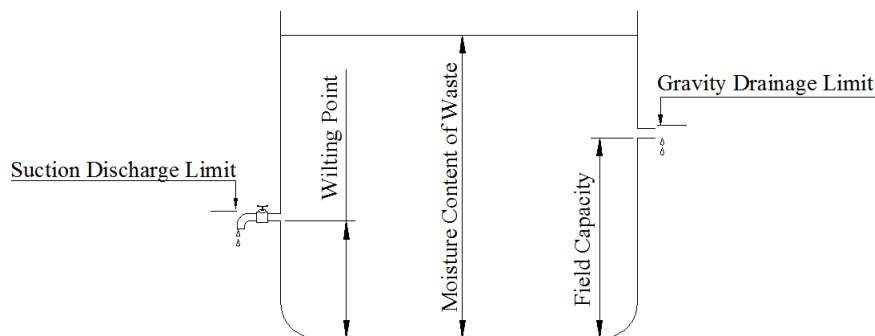 Gravity Drainage Limit
Suction Discharge Limit
Wilting Point
Moisture Content of Waste
Field Capacity